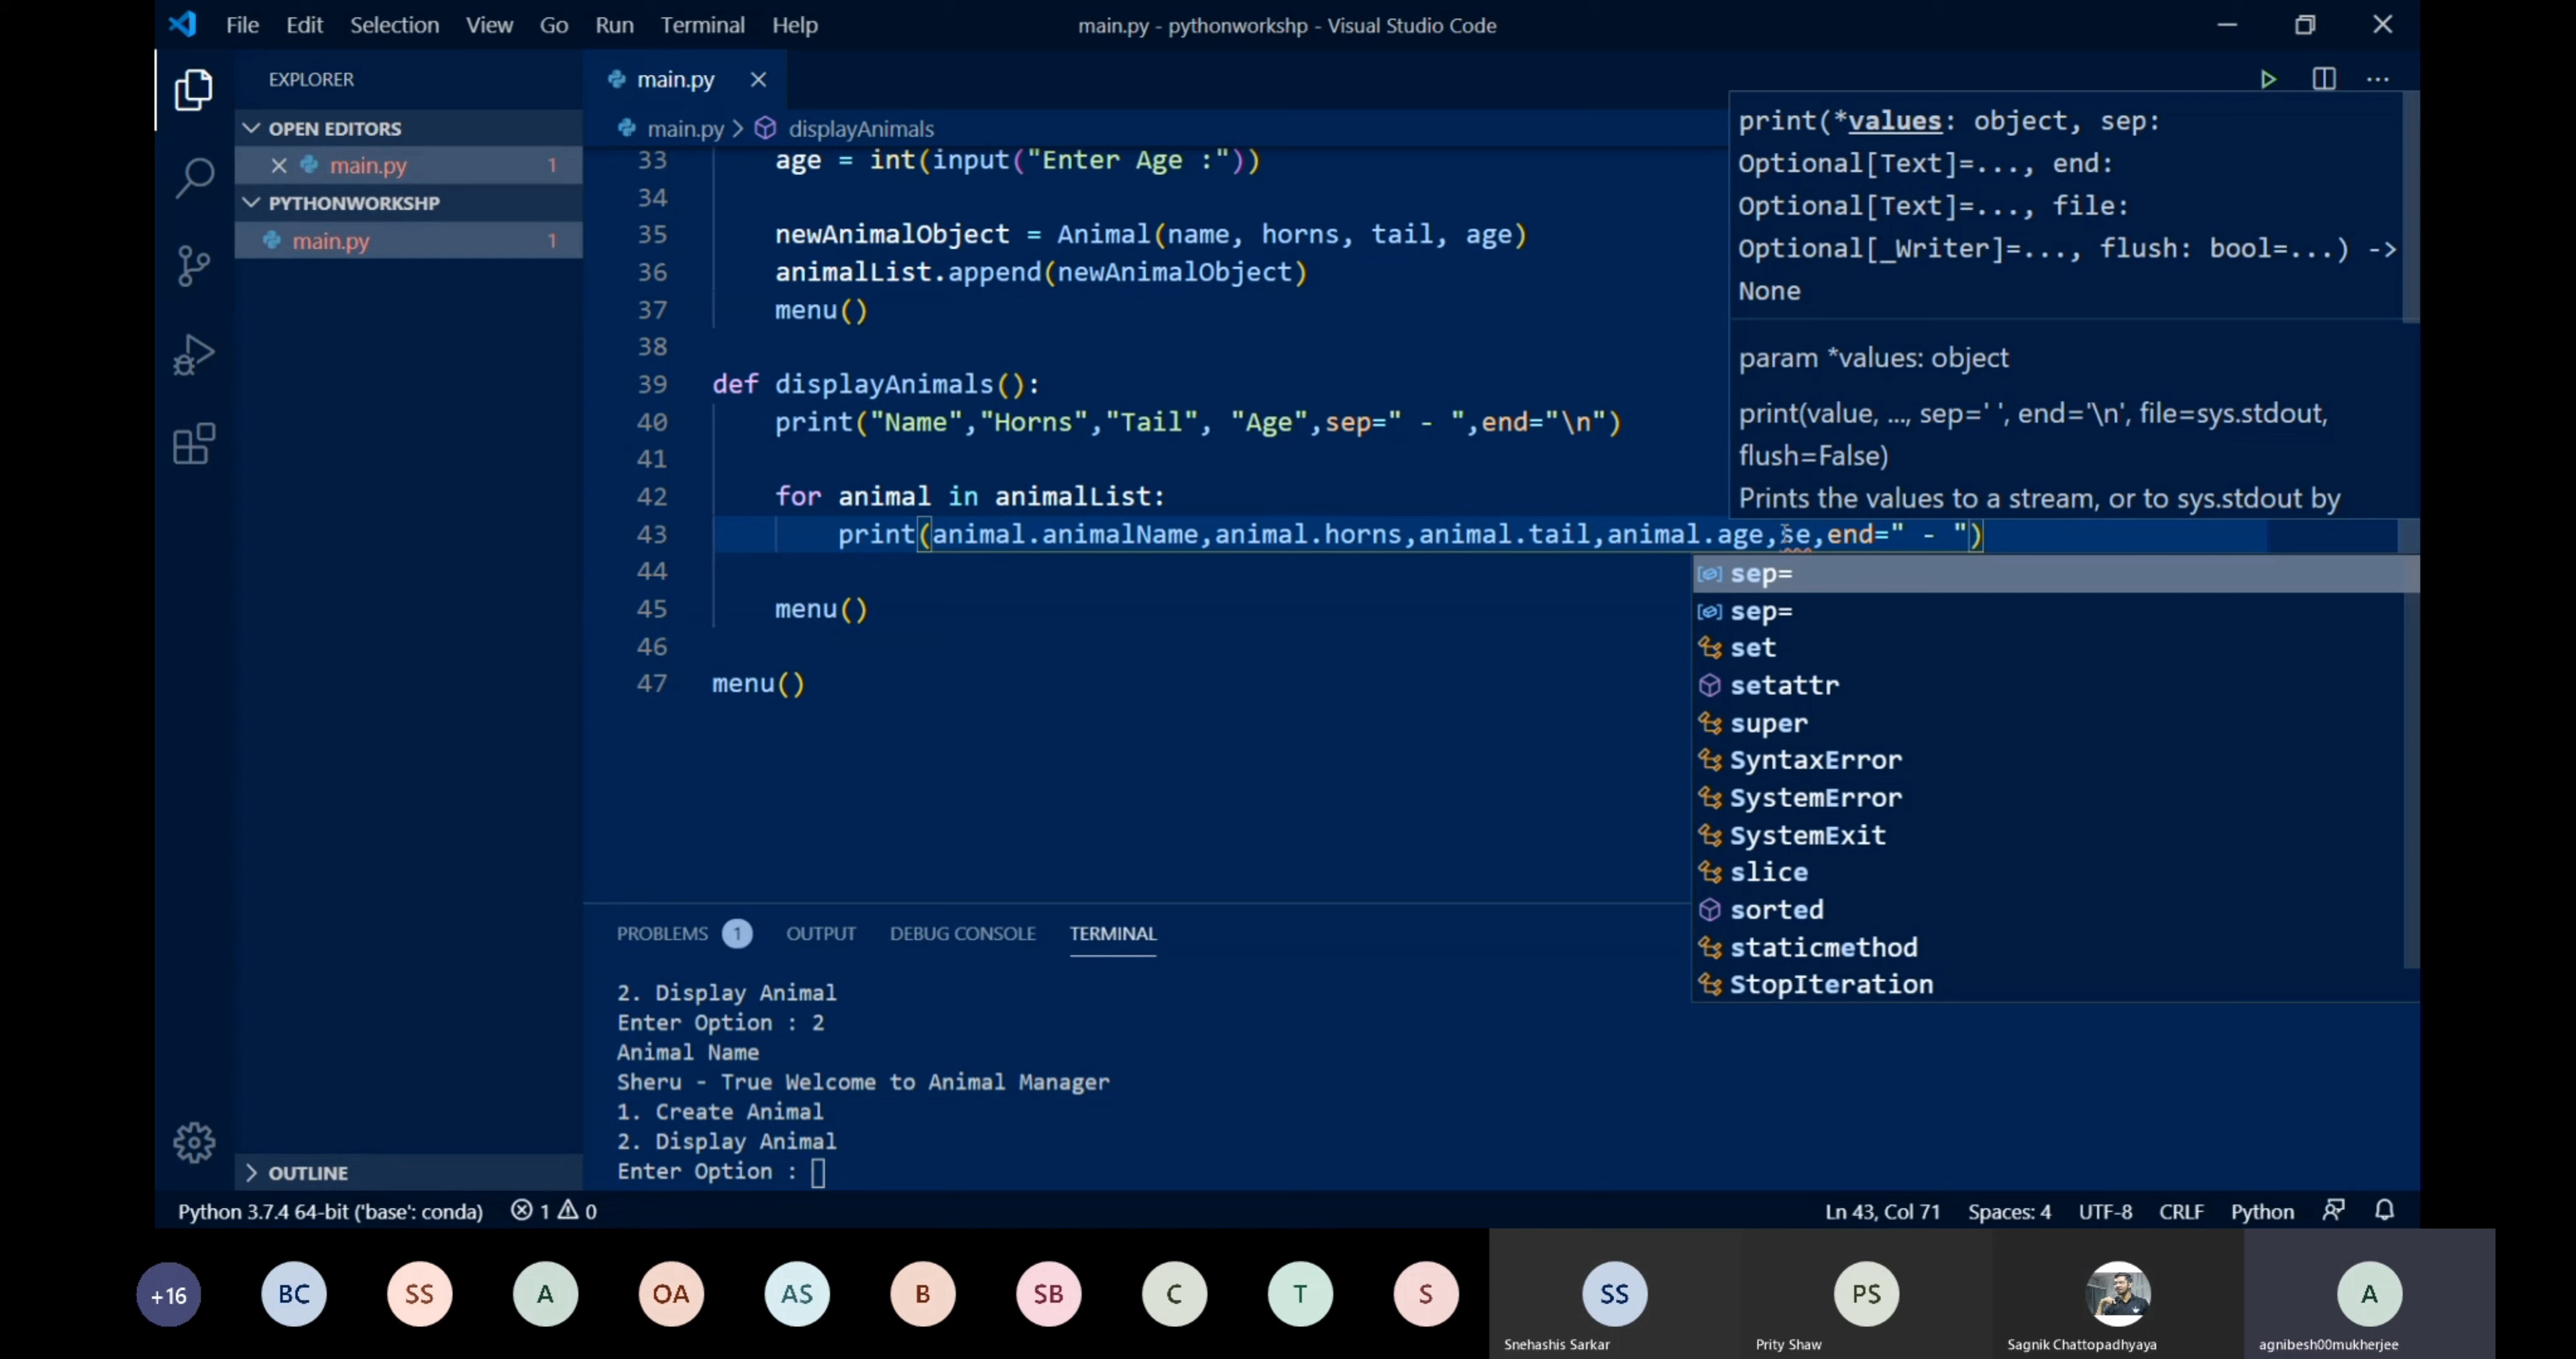 File Edit Selection View Go Run Terminal Help main.py - pythonworkshp - Visual Studio Code
EXPLORER
OPEN EDITORS
main.py 1
PYTHONWORKSHP
main.py 1
OUTLINE
main.py
main.py > displayAnimals
33 age = int(input("Enter Age :"))
34
35 newAnimalObject = Animal(name, horns, tail, age)
36 animalList.append(newAnimalObject)
37 menu()
38
39 def displayAnimals():
40 print("Name","Horns","Tail", "Age",sep=" - ",end="\n")
41
42 for animal in animalList:
43 print(animal.animalName,animal.horns,animal.tail,animal.age,se,end=" - ")
44
45 menu()
46
47 menu()
print(*values: object, sep:
Optional[Text]=..., end:
Optional[Text]=..., file:
Optional[_Writer]=..., flush: bool=...) ->
None
param *values: object
print(value, ..., sep=' ', end='\n', file=sys.stdout,
flush=False)
Prints the values to a stream, or to sys.stdout by
sep=
sep=
set
setattr
super
SyntaxError
SystemError
SystemExit
slice
sorted
staticmethod
StopIteration
PROBLEMS 1 OUTPUT DEBUG CONSOLE TERMINAL
2. Display Animal
Enter Option : 2
Animal Name
Sheru - True Welcome to Animal Manager
1. Create Animal
2. Display Animal
Enter Option :
Python 3.7.4 64-bit ('base': conda) 1 0 Ln 43, Col 71 Spaces: 4 UTF-8 CRLF Python
+16 BC SS A OA AS B SB C T S SS PS A
Snehashis Sarkar Prity Shaw Sagnik Chattopadhyaya agnibesh00mukherjee